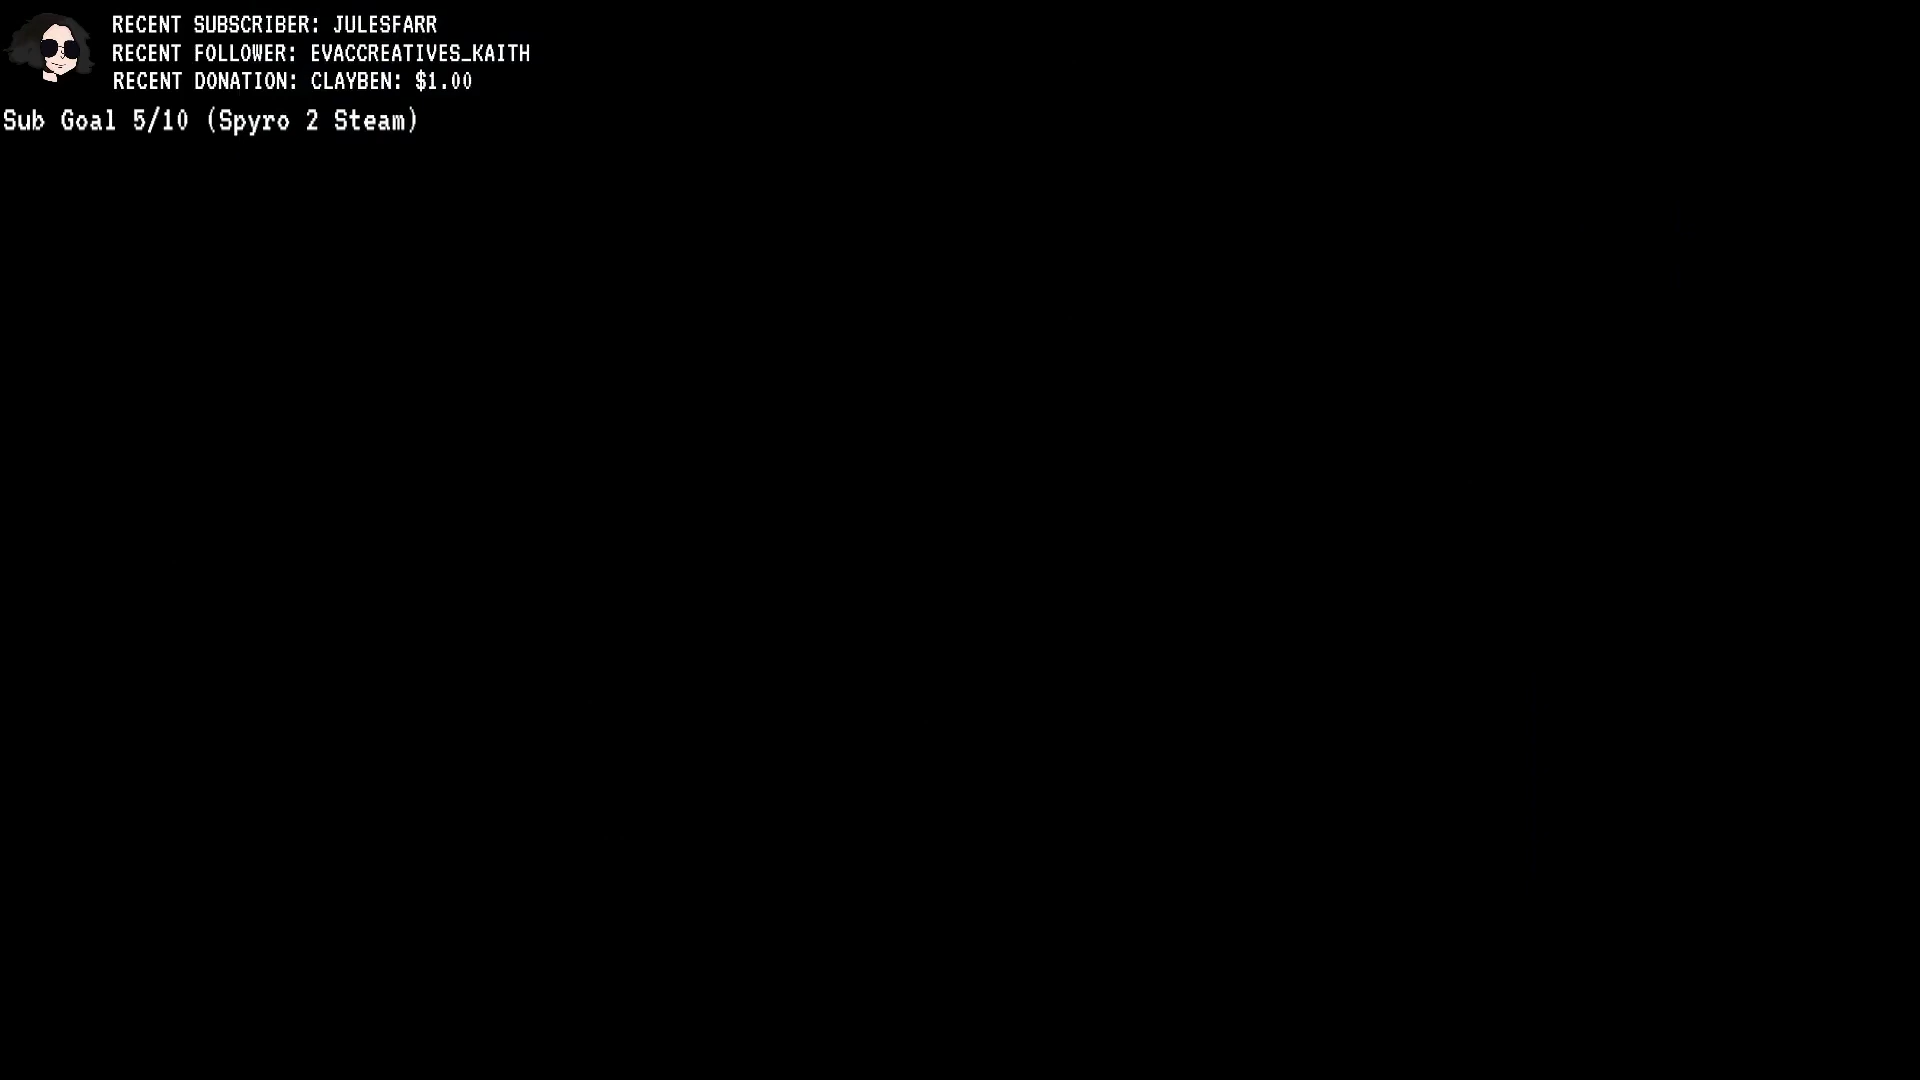 RECENT SUBSCRIBER: JULESFARR
RECENT FOLLOWER: EVACCREATIVES_KAITH
RECENT DONATION: CLAYBEN: $1.00
Sub Goal 5/10 (Spyro 2 Steam)